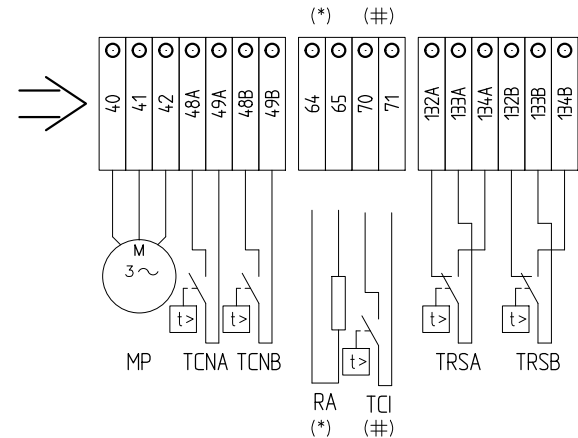 (*) (#)
40 41 42 48A 49A 48B 49B 64 65 70 71 132A 133A 134A 132B 133B 134B
M
3~
t> t> t> t> t>
MP TCNA TCNB TRSA TRSB
RA TCI
(*) (#)